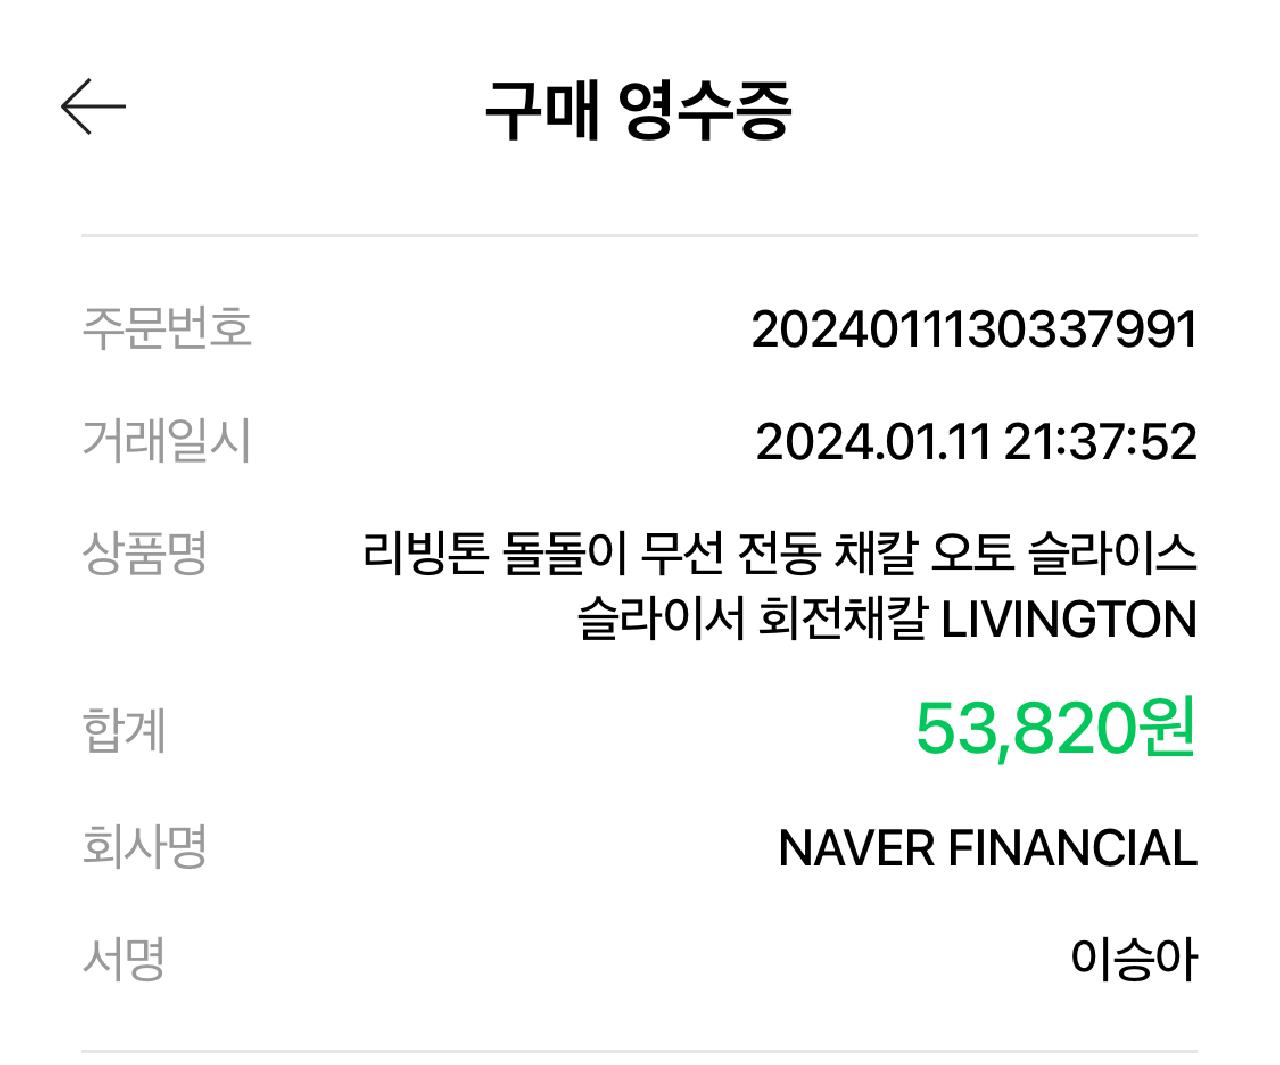 구매 영수증
주문번호 2024011130337991
거래일시 2024.01.11 21:37:52
상품명 리빙톤 돌돌이 무선 전동 채칼 오토 슬라이스
슬라이서 회전채칼 LIVINGTON
합계 53,820원
회사명 NAVER FINANCIAL
서명 이승아